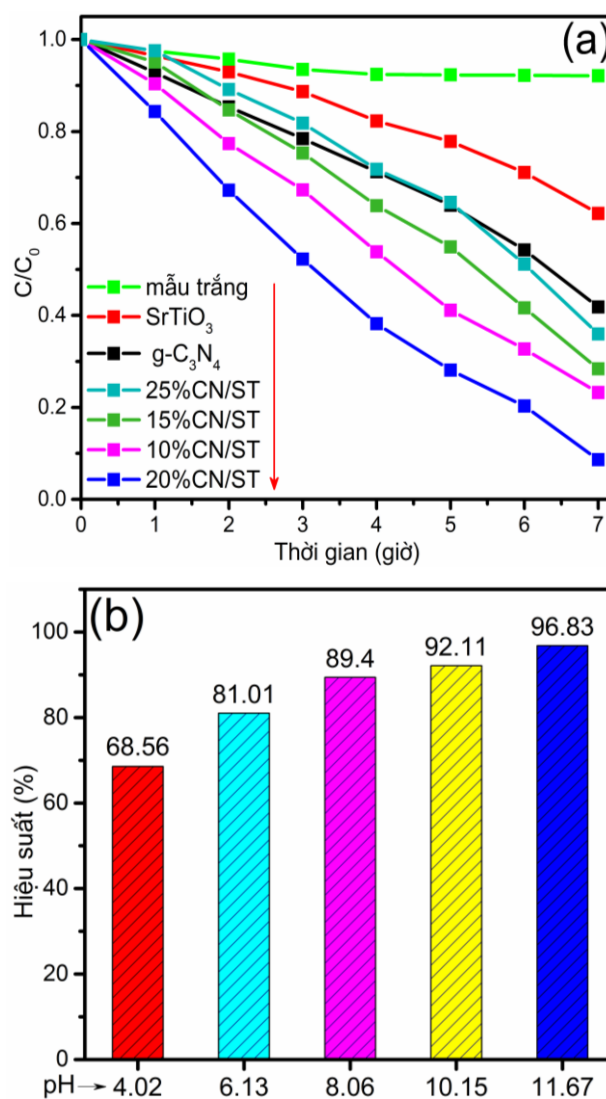 (a)
1.0
0.8
0.6
0.4
0.2
0.0
C/C₀
mẫu trắng
SrTiO₃
g-C₃N₄
25%CN/ST
15%CN/ST
10%CN/ST
20%CN/ST
0 1 2 3 4 5 6 7
Thời gian (giờ)
(b)
100
80
60
40
20
0
Hiệu suất (%)
68.56
81.01
89.4
92.11
96.83
pH→ 4.02 6.13 8.06 10.15 11.67